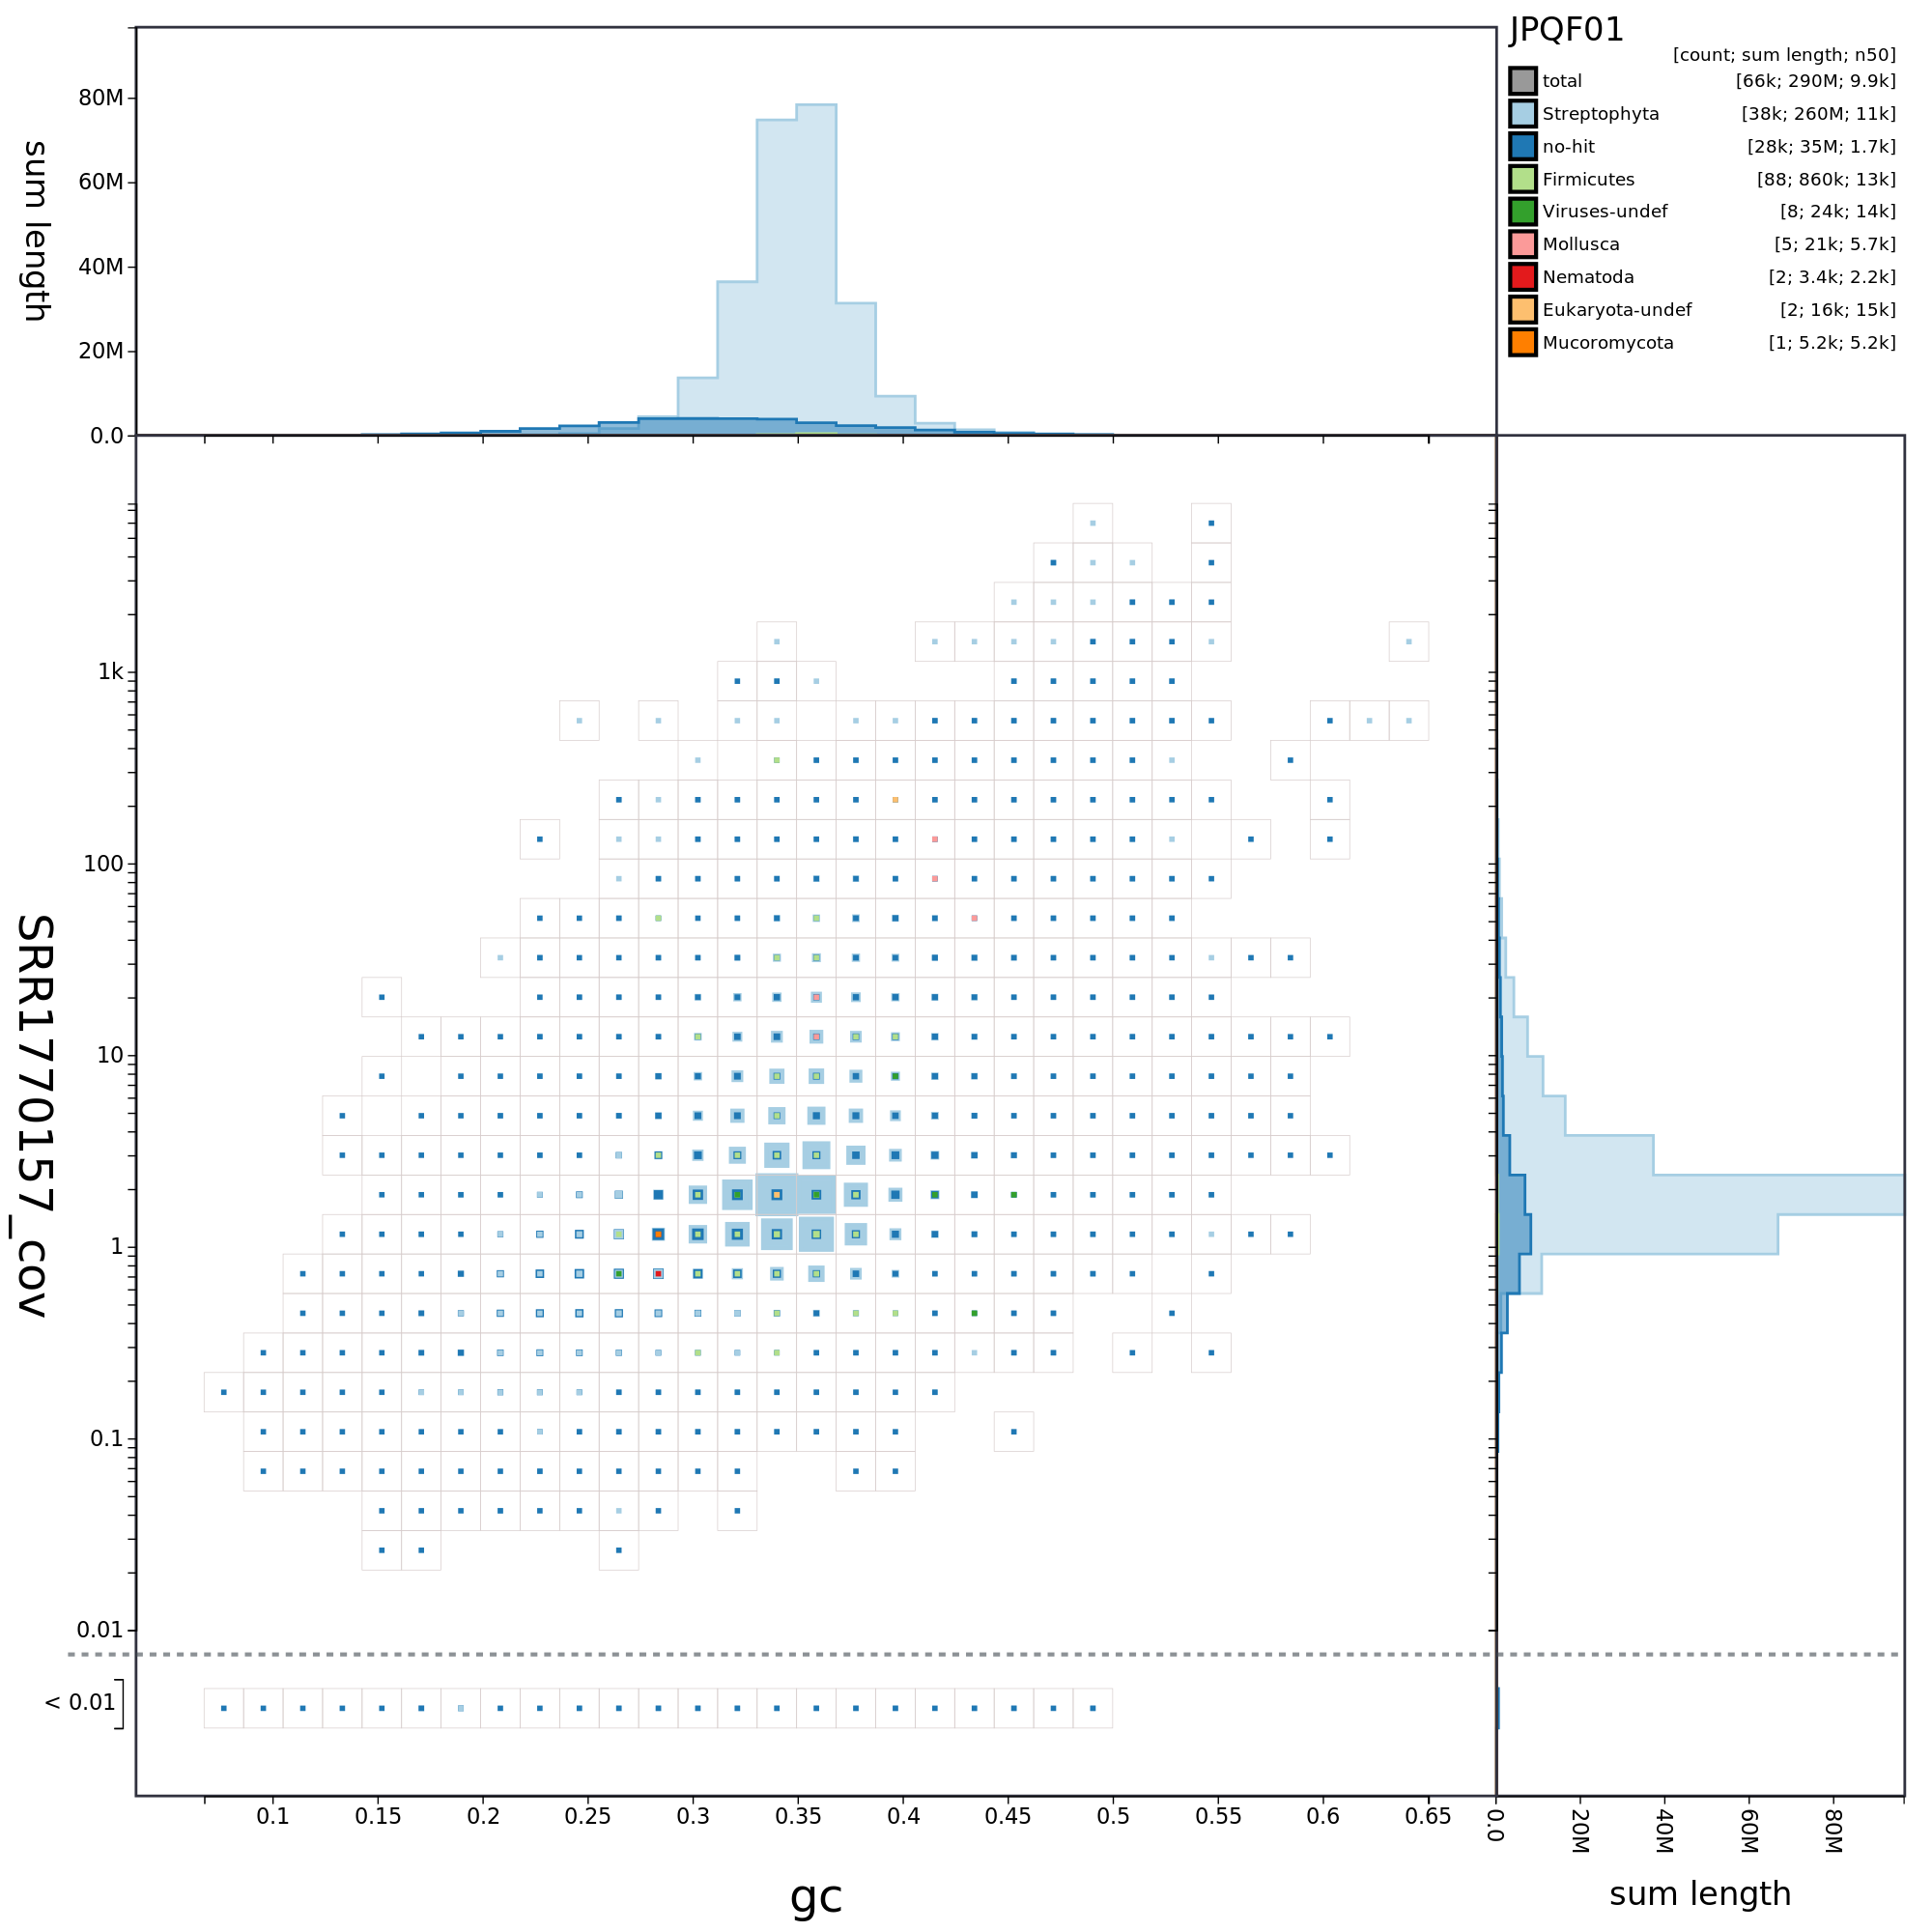 JPQF01
[count; sum length; n50]
total [66k; 290M; 9.9k]
Streptophyta [38k; 260M; 11k]
no-hit [28k; 35M; 1.7k]
Firmicutes [88; 860k; 13k]
Viruses-undef [8; 24k; 14k]
Mollusca [5; 21k; 5.7k]
Nematoda [2; 3.4k; 2.2k]
Eukaryota-undef [2; 16k; 15k]
Mucoromycota [1; 5.2k; 5.2k]
sum length
80M
60M
40M
20M
0.0
SRR1770157_cov
1k
100
10
1
0.1
0.01
< 0.01
0.1 0.15 0.2 0.25 0.3 0.35 0.4 0.45 0.5 0.55 0.6 0.65
gc
0.0 20M 40M 60M 80M
sum length